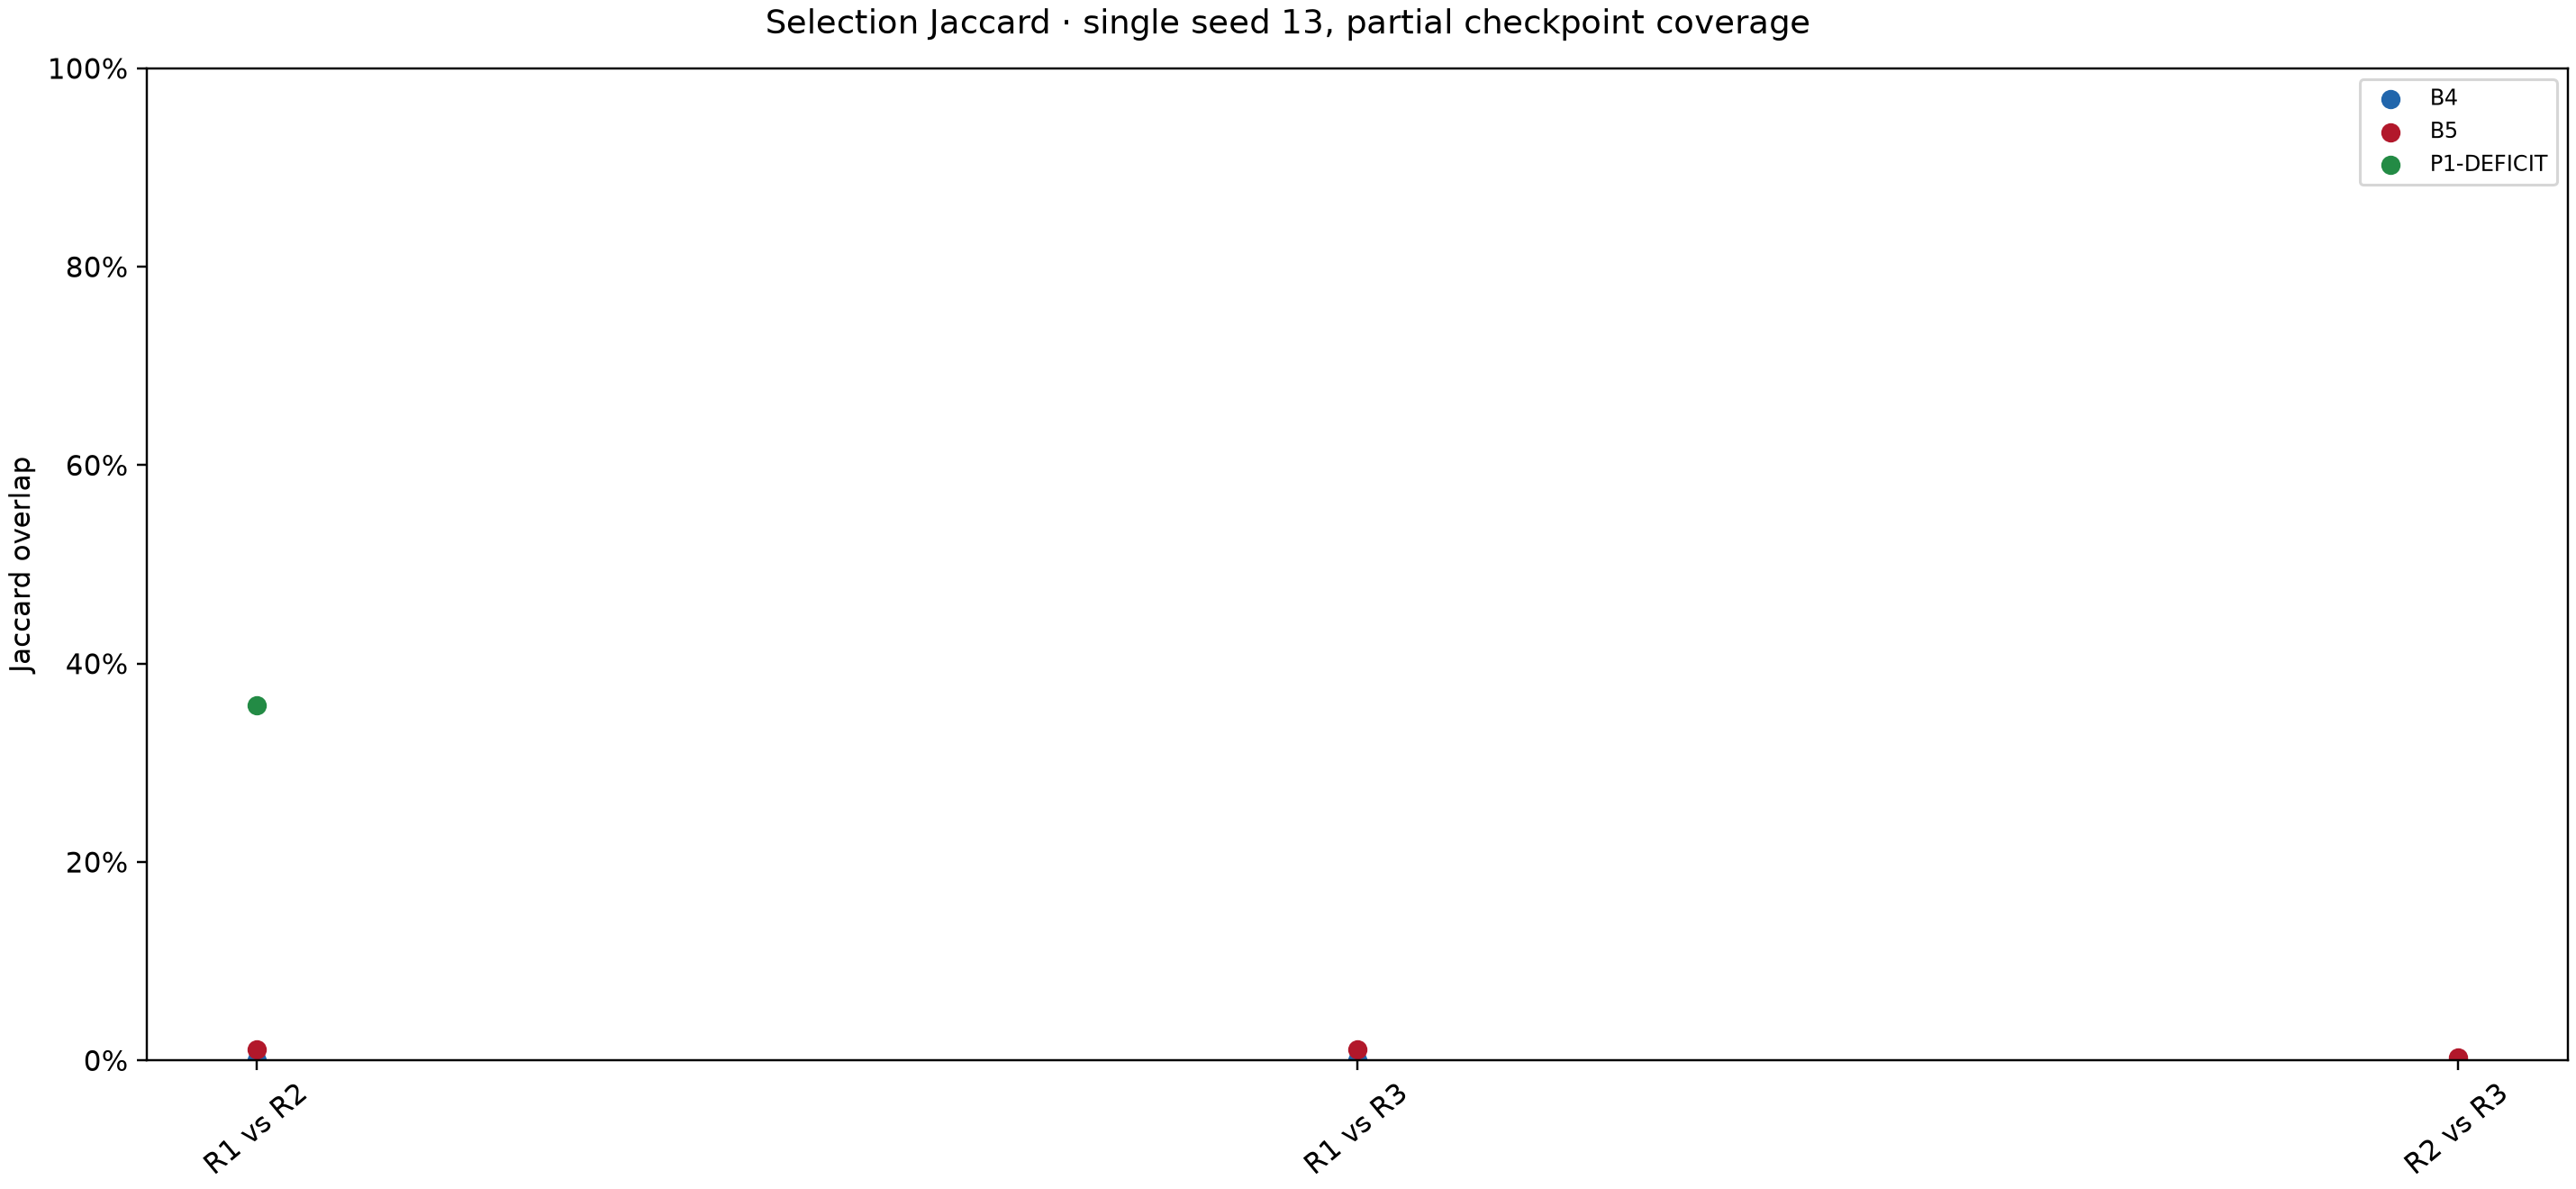 Selection Jaccard · single seed 13, partial checkpoint coverage
100%
80%
60%
40%
20%
0%
Jaccard overlap
B4
B5
P1-DEFICIT
R1 vs R2
R1 vs R3
R2 vs R3